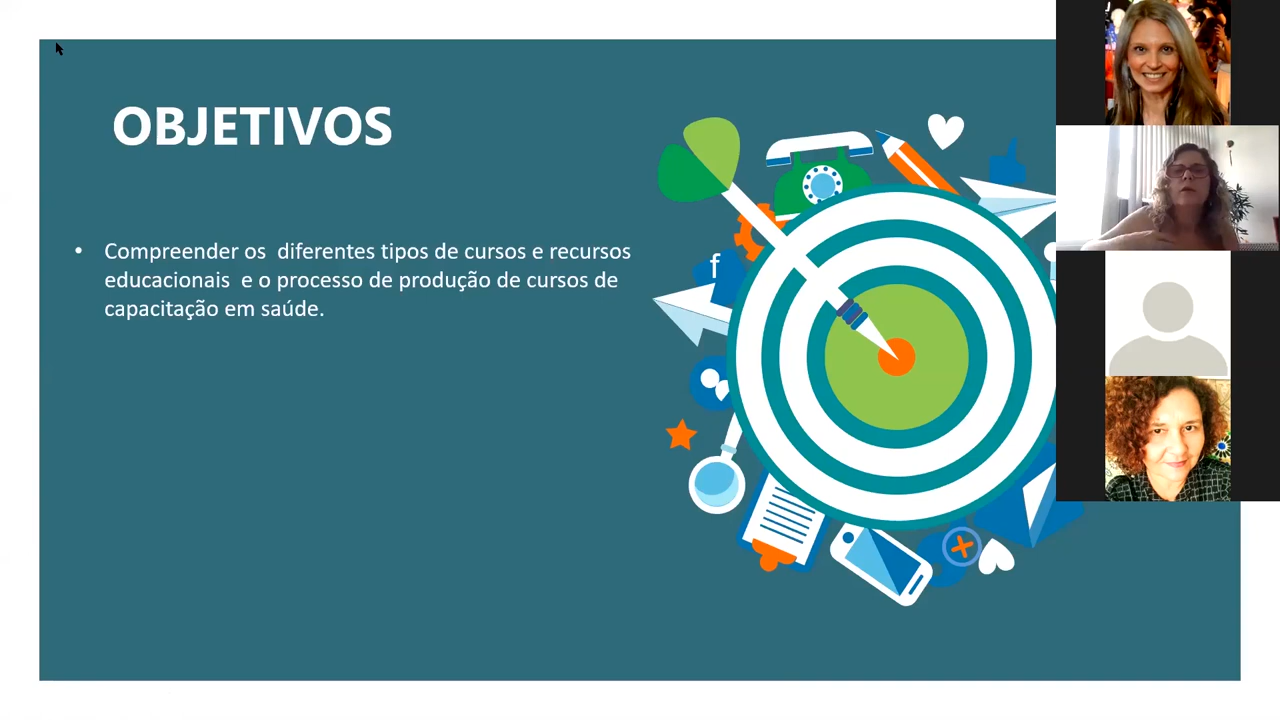 OBJETIVOS
• Compreender os diferentes tipos de cursos e recursos
educacionais e o processo de produção de cursos de
capacitação em saúde.
f